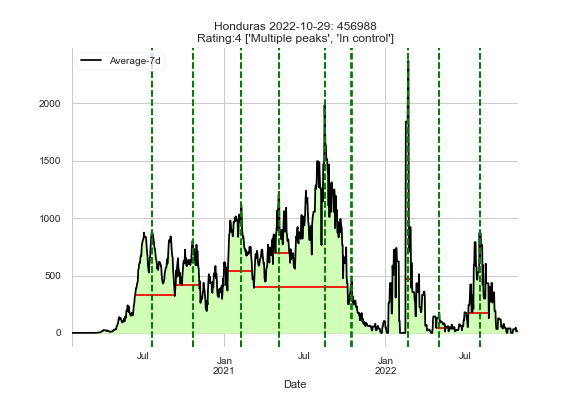 Honduras 2022-10-29: 456988
Rating:4 ['Multiple peaks', 'In control']
Average-7d
2000
1500
1000
500
0
Jul
Jan
2021
Jul
Jan
2022
Jul
Date